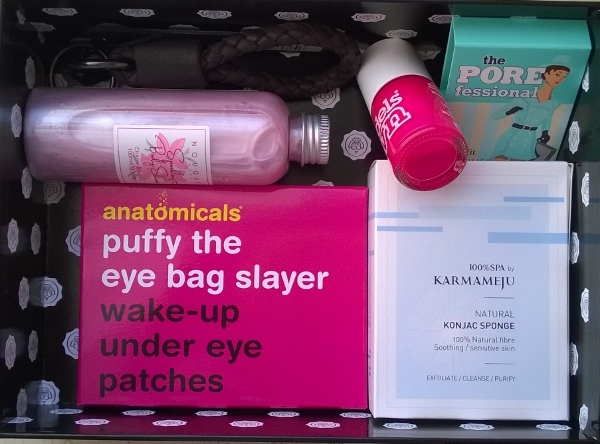 the
PORE
fessional
anatomicals
puffy the
eye bag slayer
wake-up
under eye
patches
100%SPA by
KARMAMEJU
NATURAL
KONJAC SPONGE
100% Natural fibre
Soothing / sensitive skin
EXFOLIATE / CLEANSE / PURIFY